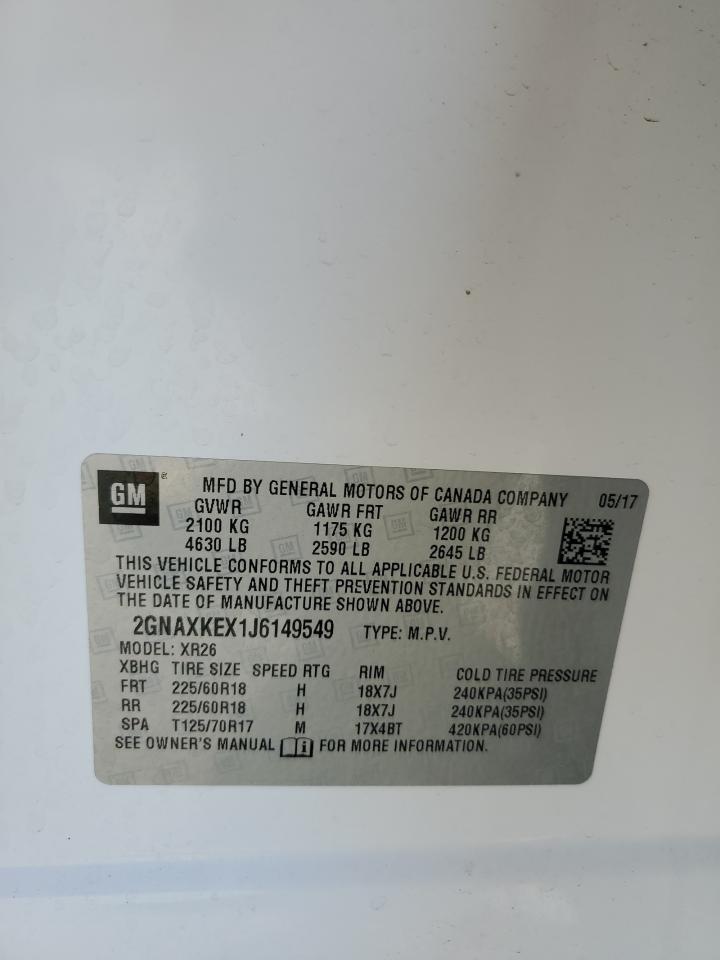 GM ® MFD BY GENERAL MOTORS OF CANADA COMPANY 05/17
GVWR GAWR FRT GAWR RR
2100 KG 1175 KG 1200 KG
4630 LB 2590 LB 2645 LB
THIS VEHICLE CONFORMS TO ALL APPLICABLE U.S. FEDERAL MOTOR
VEHICLE SAFETY AND THEFT PREVENTION STANDARDS IN EFFECT ON
THE DATE OF MANUFACTURE SHOWN ABOVE.
2GNAXKEX1J6149549 TYPE: M.P.V.
MODEL: XR26
XBHG TIRE SIZE SPEED RTG RIM COLD TIRE PRESSURE
FRT 225/60R18 H 18X7J 240KPA(35PSI)
RR 225/60R18 H 18X7J 240KPA(35PSI)
SPA T125/70R17 M 17X4BT 420KPA(60PSI)
SEE OWNER'S MANUAL i FOR MORE INFORMATION.